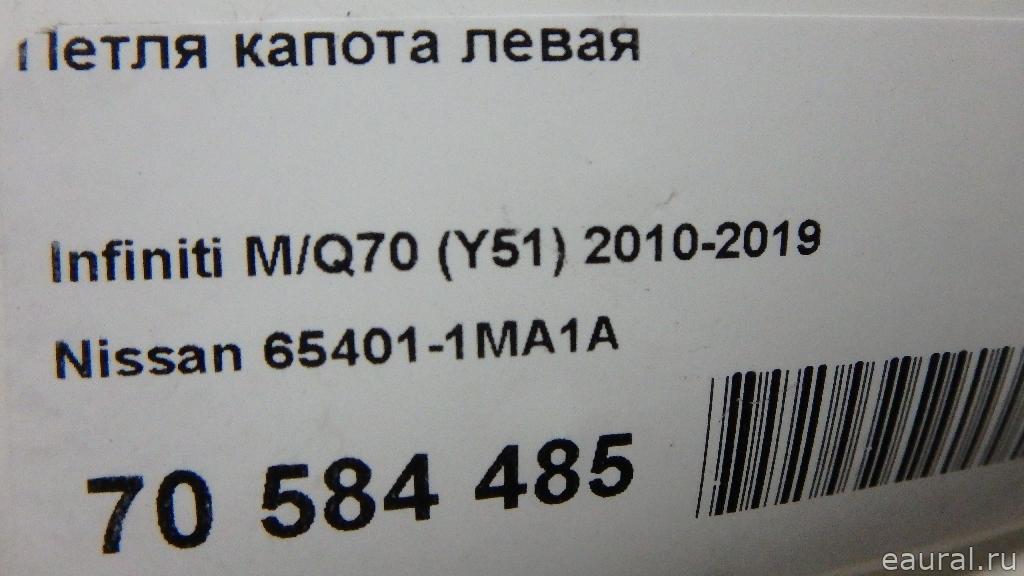 Петля капота левая
Infiniti M/Q70 (Y51) 2010-2019
Nissan 65401-1MA1A
70 584 485
eaural.ru